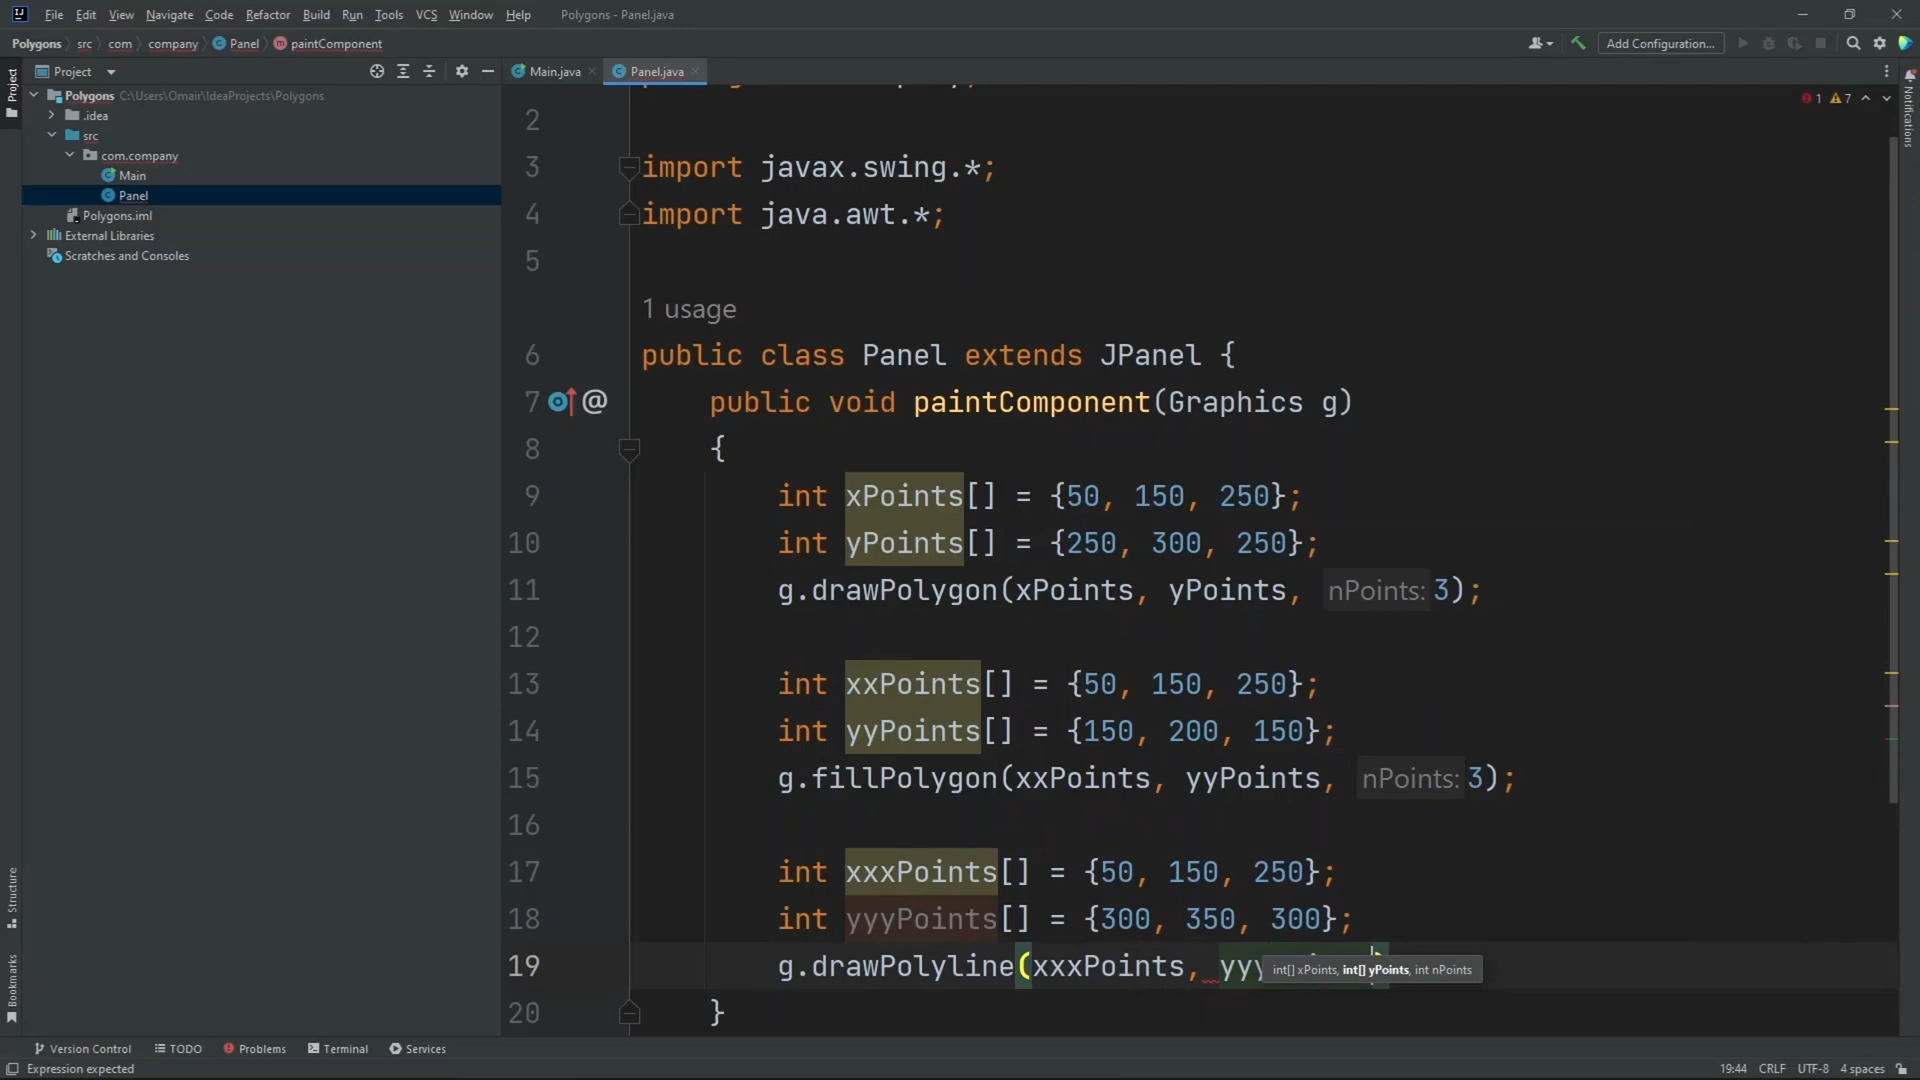 File Edit View Navigate Code Refactor Build Run Tools VCS Window Help Polygons - Panel.java
Polygons src com company Panel paintComponent Add Configuration...
Project Main.java Panel.java
Project
Polygons C:\Users\Omair\IdeaProjects\Polygons
.idea
src
com.company
Main
Panel
Polygons.iml
External Libraries
Scratches and Consoles
1 7
Notifications
2
3 import javax.swing.*;
4 import java.awt.*;
5
1 usage
6 public class Panel extends JPanel {
7 @ public void paintComponent(Graphics g)
8 {
9 int xPoints[] = {50, 150, 250};
10 int yPoints[] = {250, 300, 250};
11 g.drawPolygon(xPoints, yPoints, nPoints: 3);
12
13 int xxPoints[] = {50, 150, 250};
14 int yyPoints[] = {150, 200, 150};
15 g.fillPolygon(xxPoints, yyPoints, nPoints: 3);
16
17 int xxxPoints[] = {50, 150, 250};
18 int yyyPoints[] = {300, 350, 300};
19 g.drawPolyline(xxxPoints, yyy
int[] xPoints, int[] yPoints, int nPoints
20 }
Structure
Bookmarks
Version Control TODO Problems Terminal Services
Expression expected 19:44 CRLF UTF-8 4 spaces